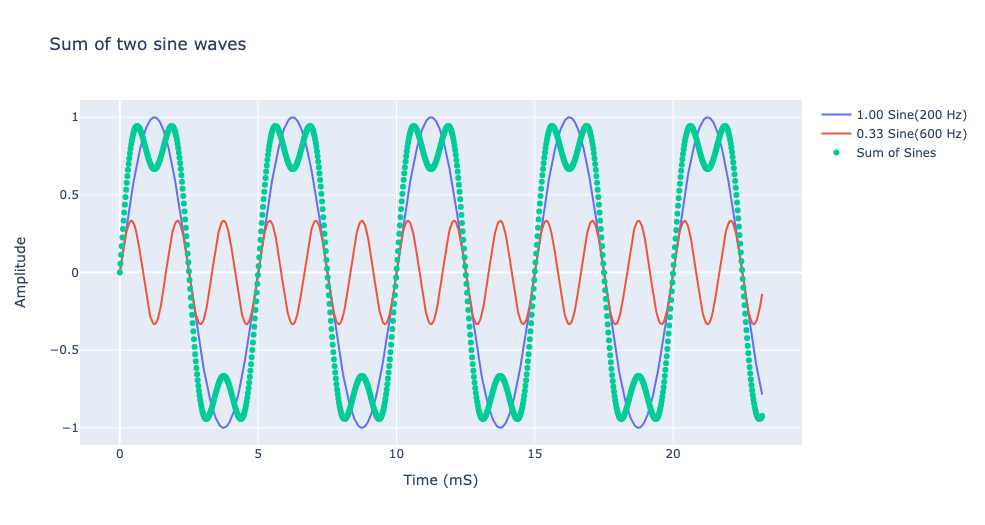 Sum of two sine waves
1.00 Sine(200 Hz)
0.33 Sine(600 Hz)
Sum of Sines
Amplitude
1
0.5
0
−0.5
−1
0 5 10 15 20
Time (mS)